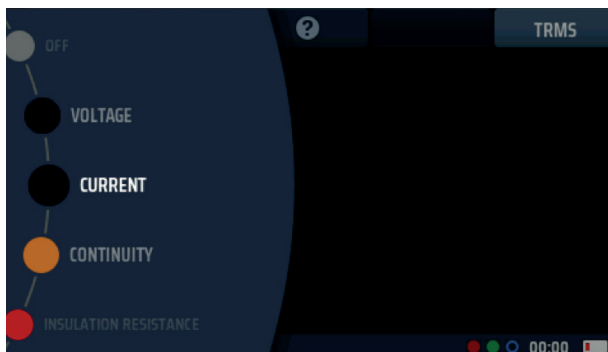 OFF
?
TRMS
VOLTAGE
CURRENT
CONTINUITY
INSULATION RESISTANCE
00:00